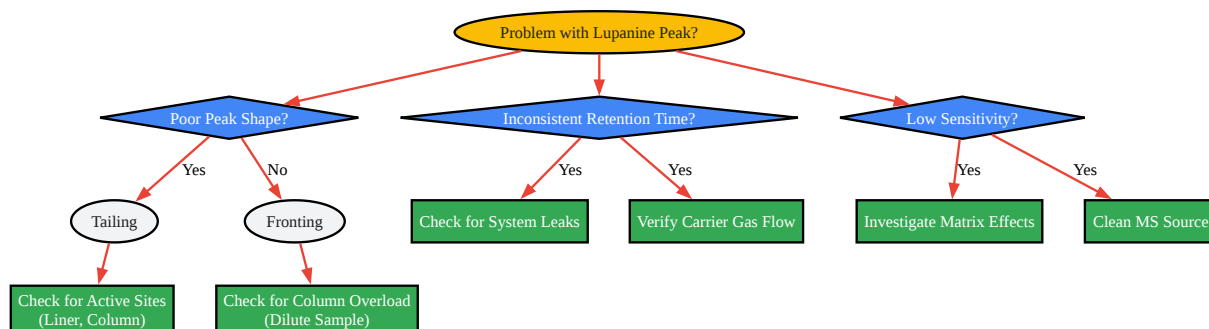 Problem with Lupanine Peak?
Poor Peak Shape?
Inconsistent Retention Time?
Low Sensitivity?
Yes
No
Yes
Yes
Yes
Yes
Tailing
Fronting
Check for System Leaks
Verify Carrier Gas Flow
Investigate Matrix Effects
Clean MS Source
Check for Active Sites
(Liner, Column)
Check for Column Overload
(Dilute Sample)